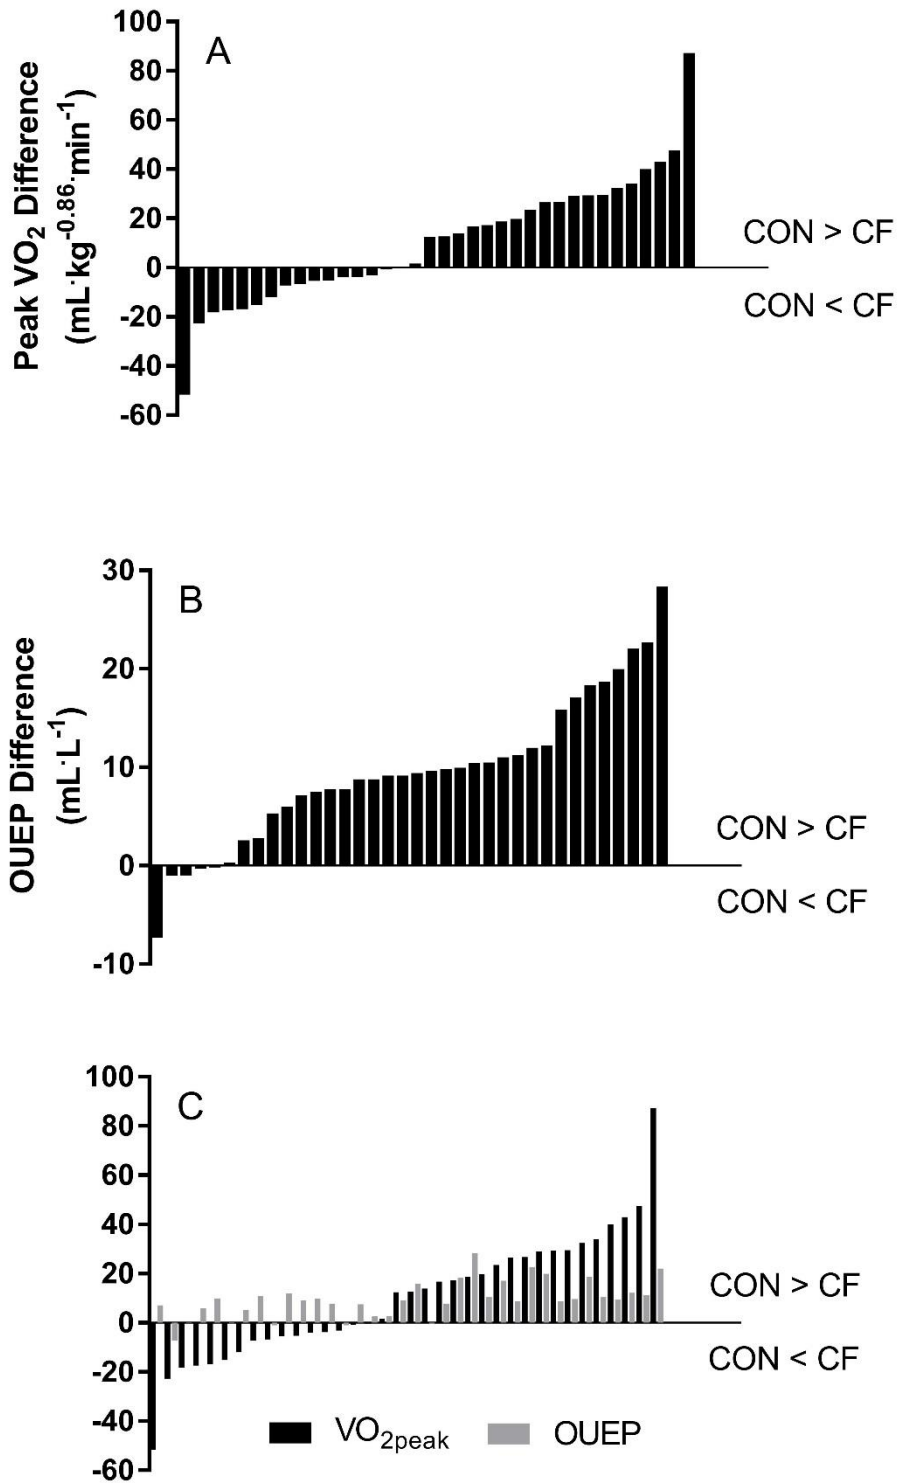 A
Peak VO2 Difference
(mL·kg-0.86·min-1)
100
80
60
40
20
0
-20
-40
-60
CON > CF
CON < CF
B
OUEP Difference
(mL·L-1)
30
20
10
0
-10
CON > CF
CON < CF
C
100
80
60
40
20
0
-20
-40
-60
CON > CF
CON < CF
VO2peak OUEP